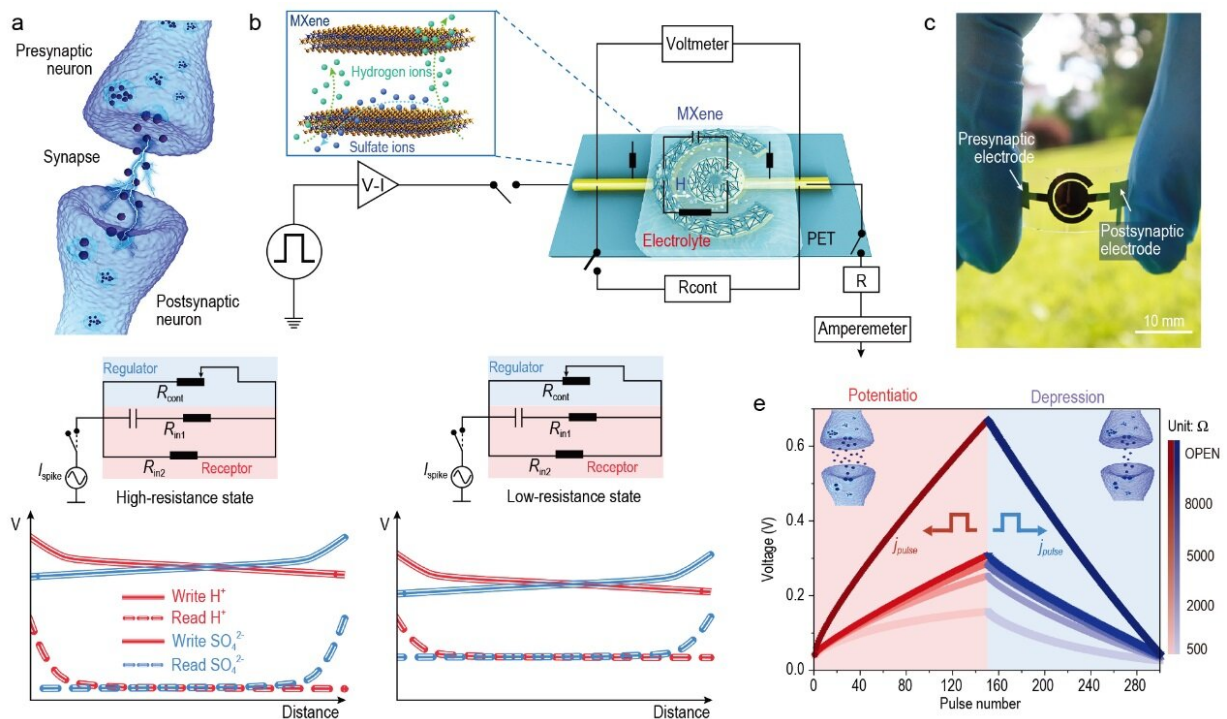 a
Presynaptic
neuron
Synapse
Postsynaptic
neuron
b
MXene
Hydrogen ions
Sulfate ions
V-I
Voltmeter
MXene
H
Electrolyte
PET
Rcont
R
Amperemeter
c
Presynaptic
electrode
Postsynaptic
electrode
10 mm
Regulator
Rcont
Rin1
Rin2
Receptor
Ispike
High-resistance state
V
Write H⁺
Read H⁺
Write SO₄²⁻
Read SO₄²⁻
Distance
Regulator
Rcont
Rin1
Rin2
Receptor
Ispike
Low-resistance state
Distance
e
Potentiatio
Depression
Unit: Ω
OPEN
8000
5000
2000
500
jpulse
jpulse
Voltage (V)
0.6
0.4
0.2
0.0
0 40 80 120 160 200 240 280
Pulse number